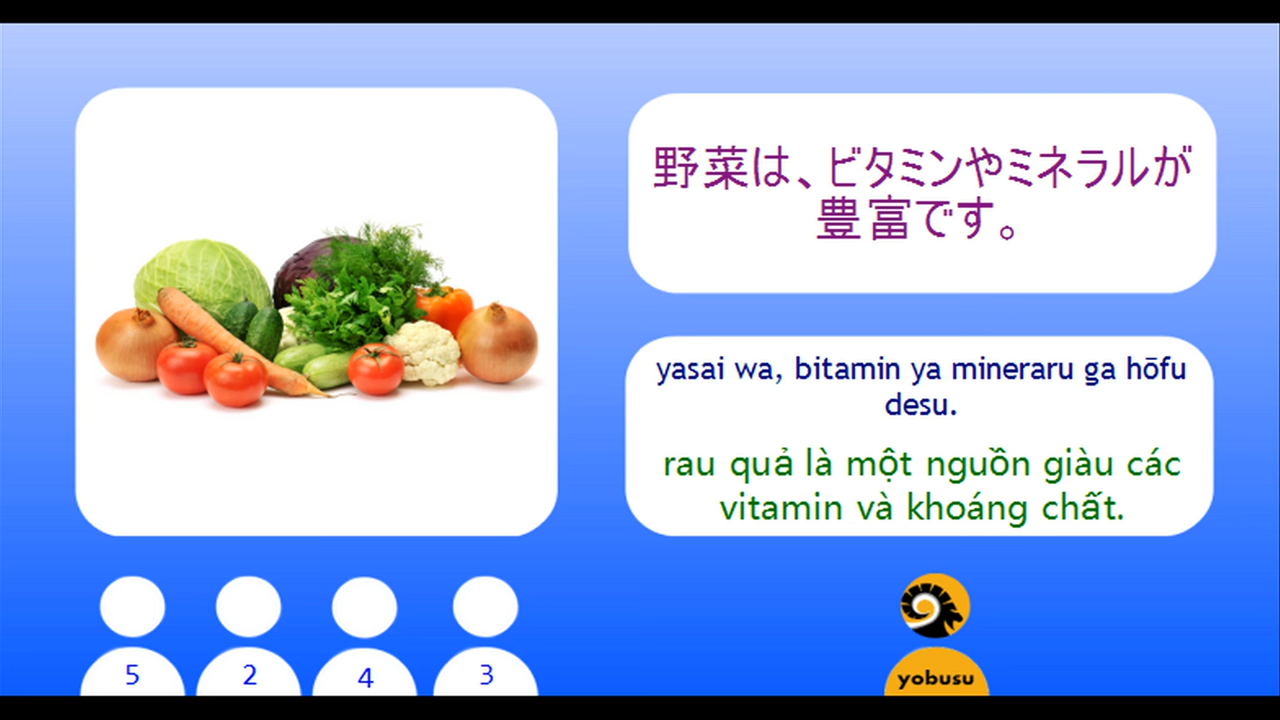 野菜は、ビタミンやミネラルが
豊富です。
yasai wa, bitamin ya mineraru ga hōfu
desu.
rau quả là một nguồn giàu các
vitamin và khoáng chất.
5
2
4
3
yobusu